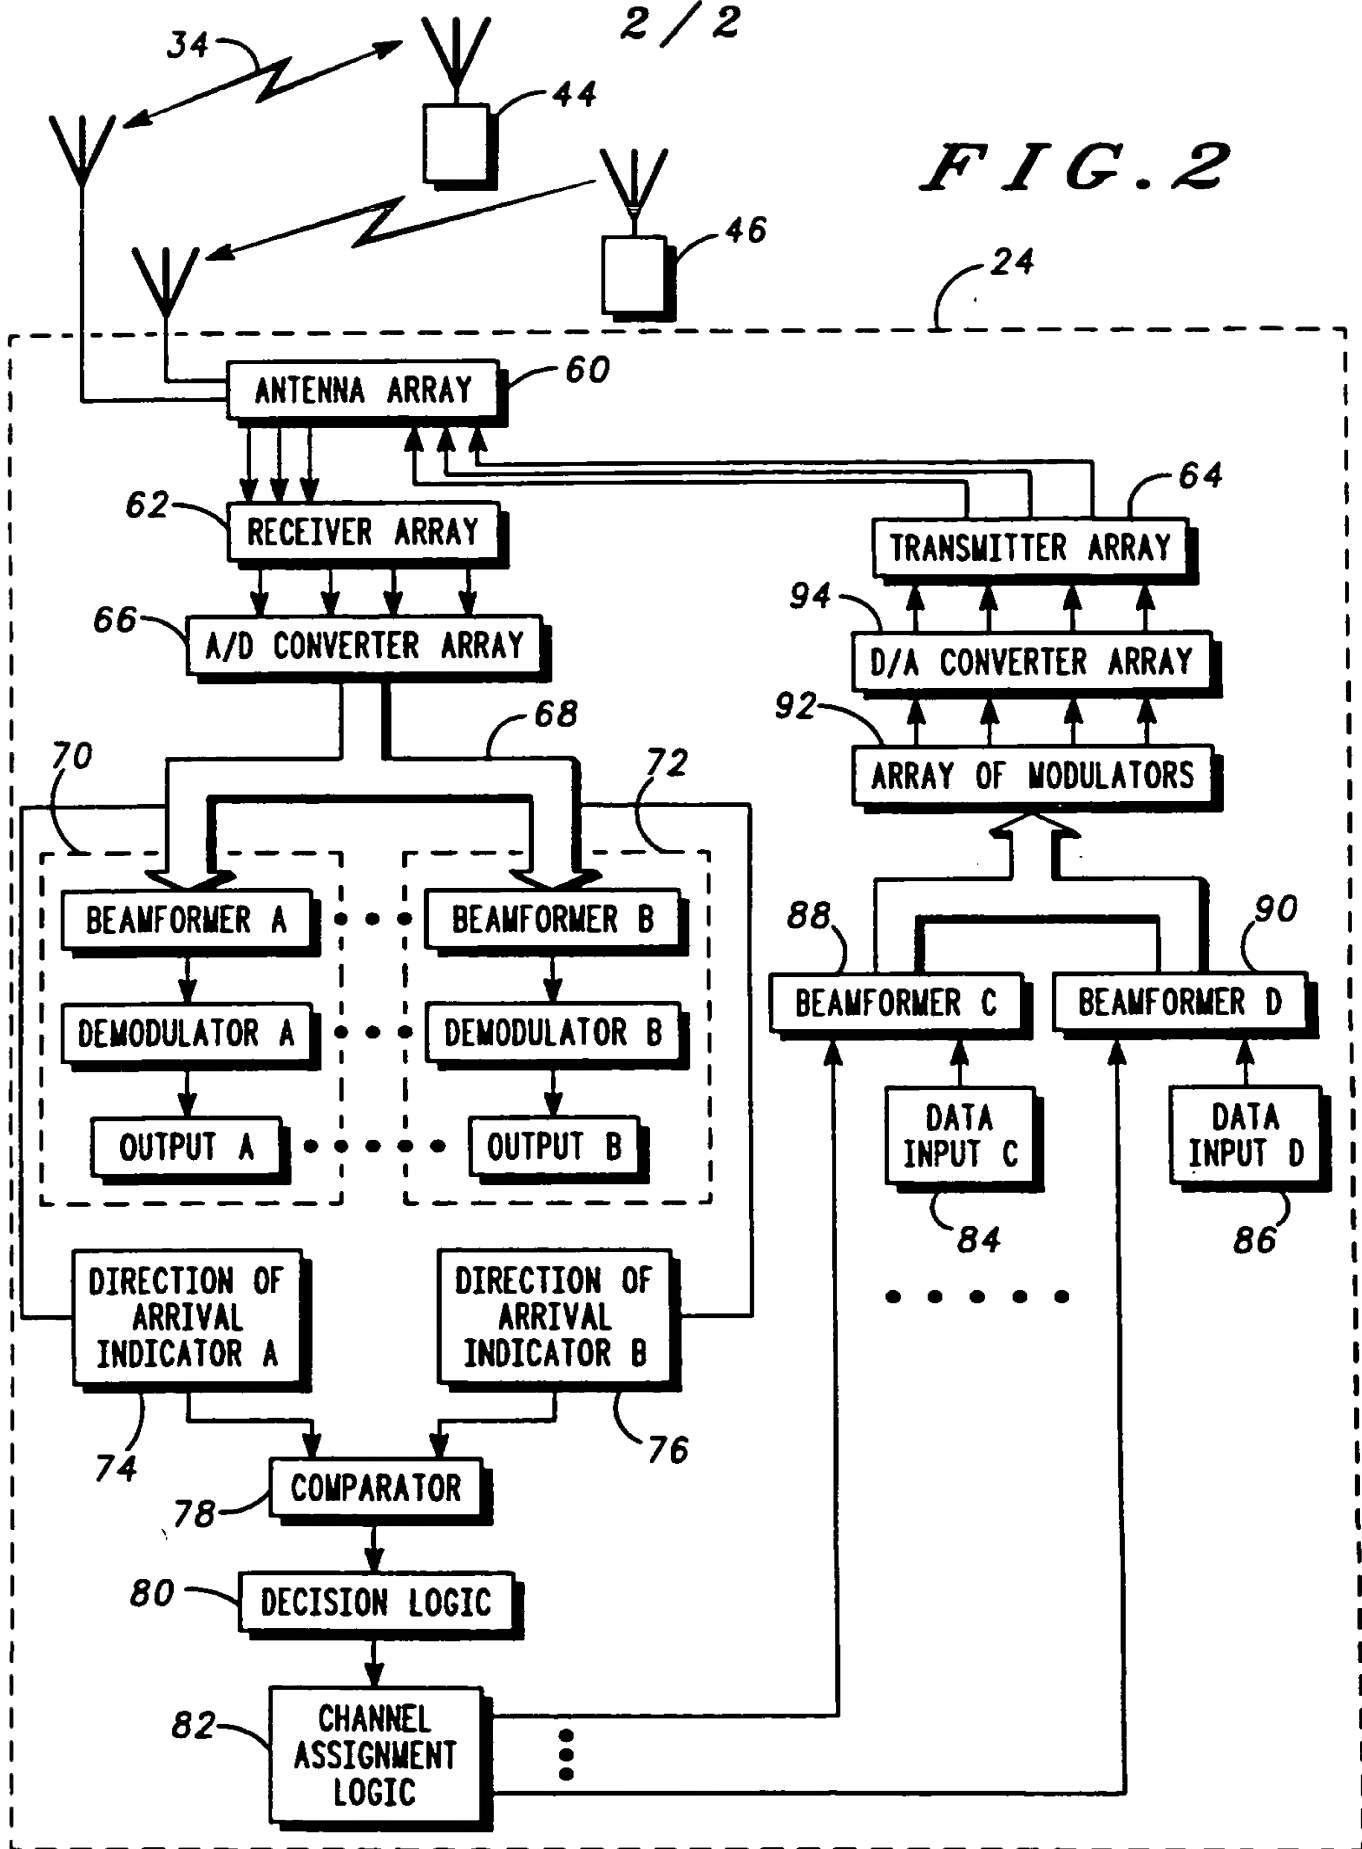 2/2
34
44
FIG.2
46
24
ANTENNA ARRAY
60
62
RECEIVER ARRAY
64
TRANSMITTER ARRAY
66
A/D CONVERTER ARRAY
94
D/A CONVERTER ARRAY
68
92
ARRAY OF MODULATORS
70
72
BEAMFORMER A
BEAMFORMER B
88
90
BEAMFORMER C
BEAMFORMER D
DEMODULATOR A
DEMODULATOR B
OUTPUT A
OUTPUT B
DATA
INPUT C
DATA
INPUT D
84
86
DIRECTION OF
ARRIVAL
INDICATOR A
DIRECTION OF
ARRIVAL
INDICATOR B
74
76
COMPARATOR
78
80
DECISION LOGIC
82
CHANNEL
ASSIGNMENT
LOGIC